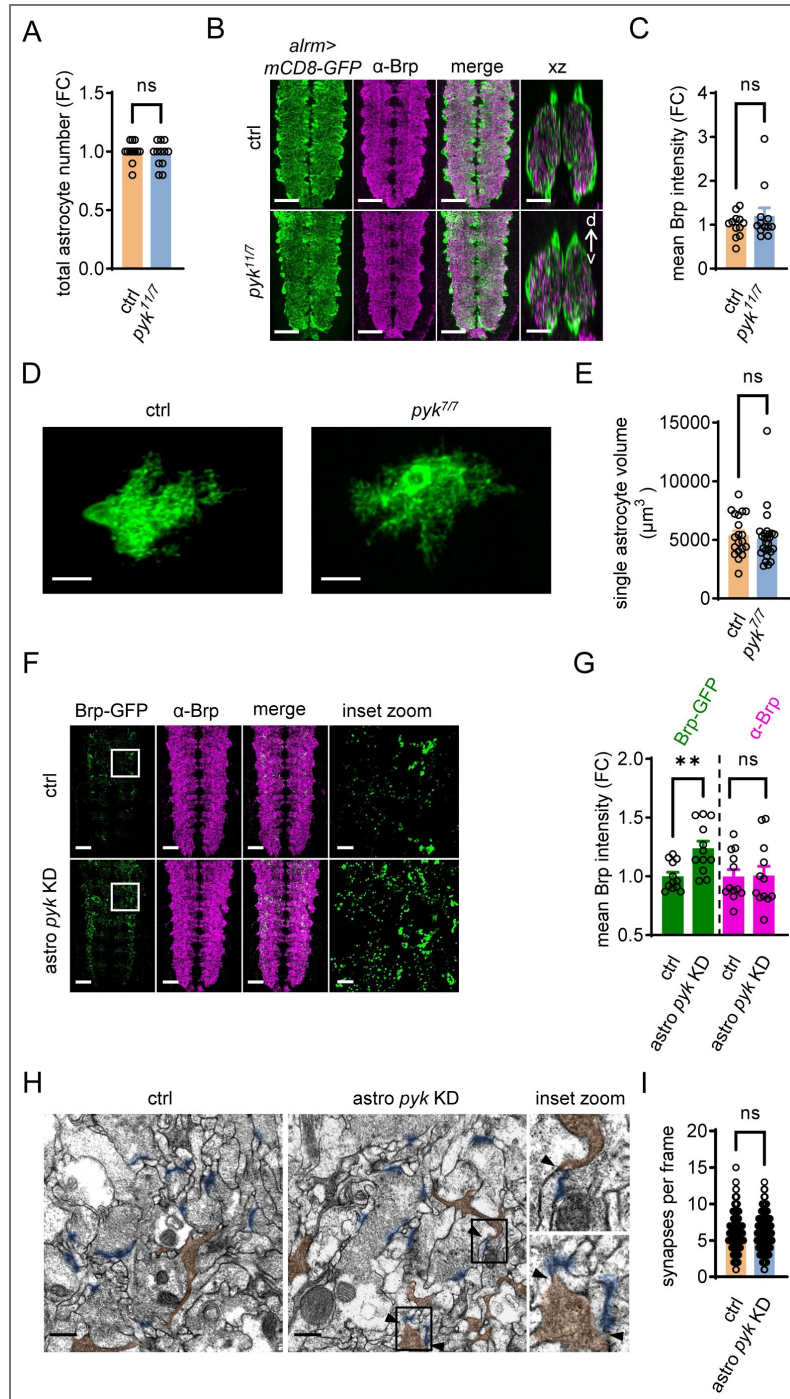 A
total astrocyte number (FC)
1.5
1.0
0.5
0.0
ns
ctrl
pyk11/7
B
alrm>
mCD8-GFP
α-Brp
merge
xz
ctrl
pyk11/7
d
v
C
mean Brp intensity (FC)
4
3
2
1
0
ns
ctrl
pyk11/7
D
ctrl
pyk7/7
E
single astrocyte volume
(µm3 )
15000
10000
5000
0
ns
ctrl
pyk7/7
F
Brp-GFP
α-Brp
merge
inset zoom
ctrl
astro pyk KD
G
Brp-GFP
α-Brp
mean Brp intensity (FC)
2.0
1.5
1.0
0.5
**
ns
ctrl
astro pyk KD
ctrl
astro pyk KD
H
ctrl
astro pyk KD
inset zoom
I
synapses per frame
20
15
10
5
0
ns
ctrl
astro pyk KD